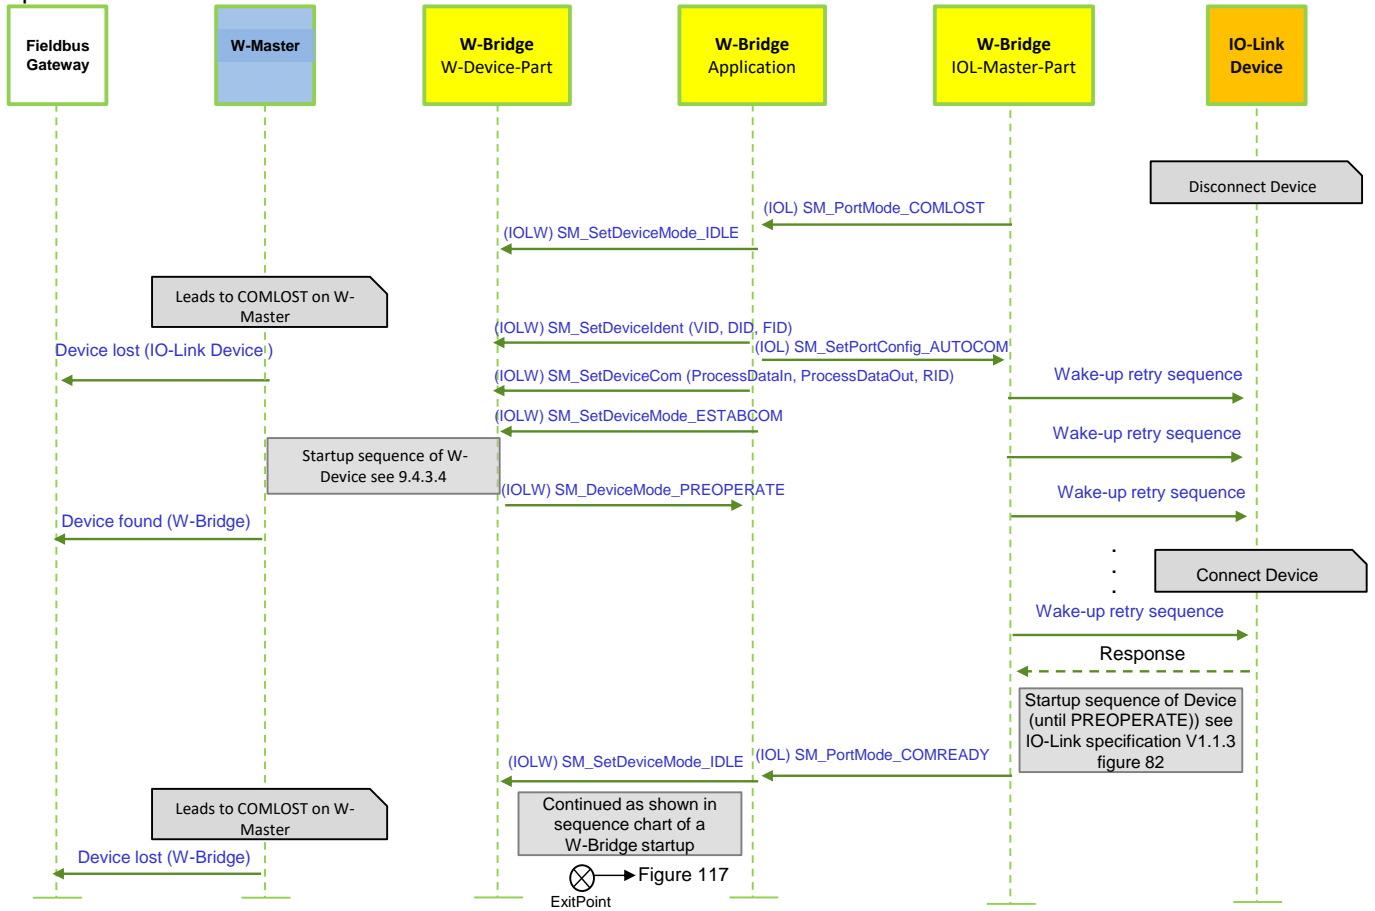 Fieldbus
Gateway
W-Master
W-Bridge
W-Device-Part
W-Bridge
Application
W-Bridge
IOL-Master-Part
IO-Link
Device
Disconnect Device
(IOL) SM_PortMode_COMLOST
(IOLW) SM_SetDeviceMode_IDLE
Leads to COMLOST on W-
Master
(IOLW) SM_SetDeviceIdent (VID, DID, FID)
(IOL) SM_SetPortConfig_AUTOCOM
Device lost (IO-Link Device )
(IOLW) SM_SetDeviceCom (ProcessDataIn, ProcessDataOut, RID)
Wake-up retry sequence
(IOLW) SM_SetDeviceMode_ESTABCOM
Wake-up retry sequence
Startup sequence of W-
Device see 9.4.3.4
(IOLW) SM_DeviceMode_PREOPERATE
Wake-up retry sequence
Device found (W-Bridge)
.
.
.
Connect Device
Wake-up retry sequence
Response
Startup sequence of Device
(until PREOPERATE)) see
IO-Link specification V1.1.3
figure 82
(IOL) SM_PortMode_COMREADY
(IOLW) SM_SetDeviceMode_IDLE
Leads to COMLOST on W-
Master
Continued as shown in
sequence chart of a
W-Bridge startup
Device lost (W-Bridge)
Figure 117
ExitPoint